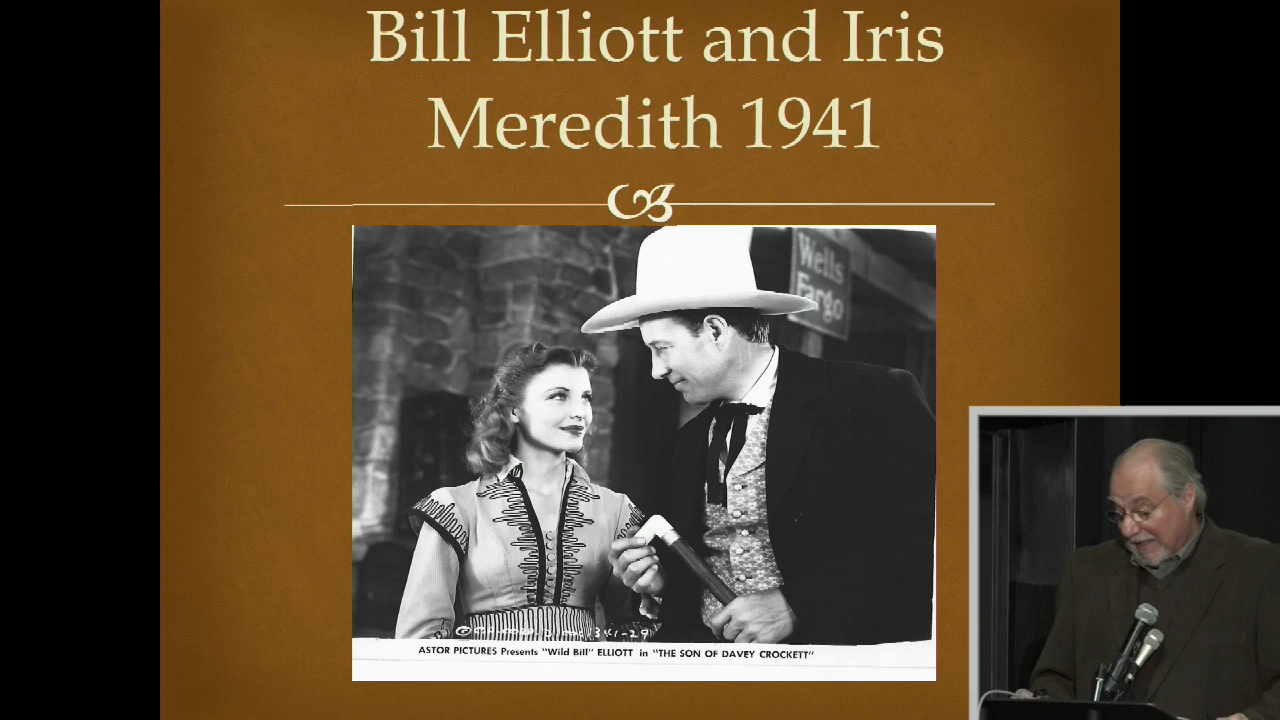 Bill Elliott and Iris
Meredith 1941
Wells
Fargo
ASTOR PICTURES Presents "Wild Bill" ELLIOTT in "THE SON OF DAVEY CROCKETT"